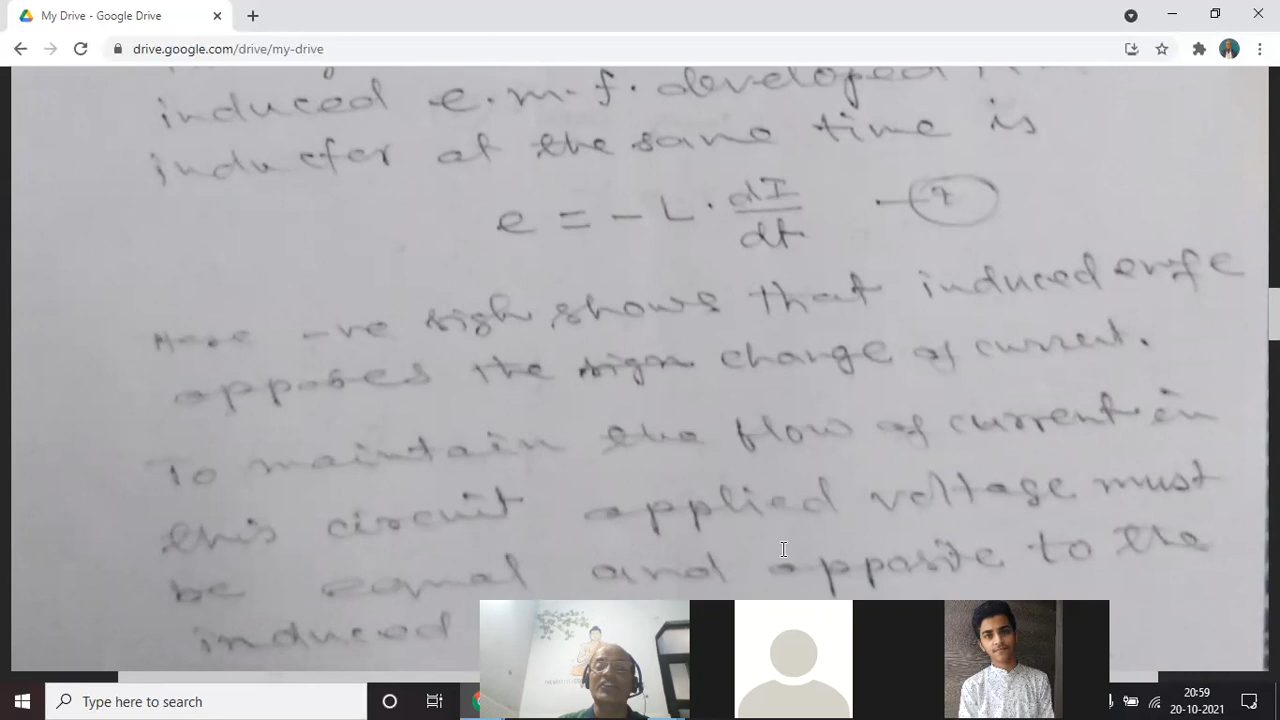 My Drive - Google Drive
drive.google.com/drive/my-drive
induced e.m.f. developed
inductor at the same time is
e = - L · dI/dt
Here -ve sign shows that induced emf e
opposes the sign change of current.
To maintain the flow of current in
this circuit applied voltage must
be equal and opposite to the
induced
Type here to search
20:59
20-10-2021